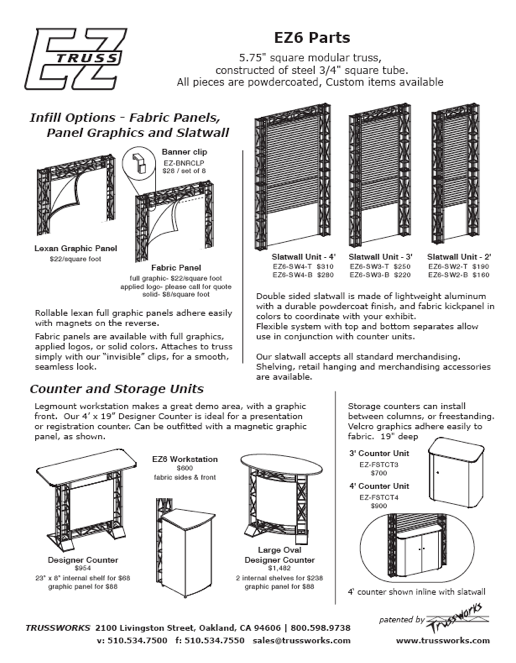 EZ
TRUSS
EZ6 Parts
5.75" square modular truss,
constructed of steel 3/4" square tube.
All pieces are powdercoated, Custom items available
Infill Options - Fabric Panels,
Panel Graphics and Slatwall
Banner clip
EZ-BNRCLP
$28 / set of 8
Lexan Graphic Panel
$22/square foot
Fabric Panel
full graphic- $22/square foot
applied logo- please call for quote
solid- $8/square foot
Rollable lexan full graphic panels adhere easily
with magnets on the reverse.
Fabric panels are available with full graphics,
applied logos, or solid colors. Attaches to truss
simply with our "invisible" clips, for a smooth,
seamless look.
Slatwall Unit - 4'
EZ6-SW4-T $310
EZ6-SW4-B $280
Slatwall Unit - 3'
EZ6-SW3-T $250
EZ6-SW3-B $220
Slatwall Unit - 2'
EZ6-SW2-T $190
EZ6-SW2-B $160
Double sided slatwall is made of lightweight aluminum
with a durable powdercoat finish, and fabric kickpanel in
colors to coordinate with your exhibit.
Flexible system with top and bottom separates allow
use in conjunction with counter units.
Our slatwall accepts all standard merchandising.
Shelving, retail hanging and merchandising accessories
are available.
Counter and Storage Units
Legmount workstation makes a great demo area, with a graphic
front. Our 4' x 19" Designer Counter is ideal for a presentation
or registration counter. Can be outfitted with a magnetic graphic
panel, as shown.
Designer Counter
$954
23" x 8" internal shelf for $68
graphic panel for $88
EZ6 Workstation
$600
fabric sides & front
Large Oval
Designer Counter
$1,482
2 internal shelves for $238
graphic panel for $88
Storage counters can install
between columns, or freestanding.
Velcro graphics adhere easily to
fabric. 19" deep
3' Counter Unit
EZ-FSTCT3
$700
4' Counter Unit
EZ-FSTCT4
$900
4' counter shown inline with slatwall
TRUSSWORKS 2100 Livingston Street, Oakland, CA 94606 | 800.598.9738
v: 510.534.7500 f: 510.534.7550 sales@trussworks.com
patented by Trussworks
www.trussworks.com